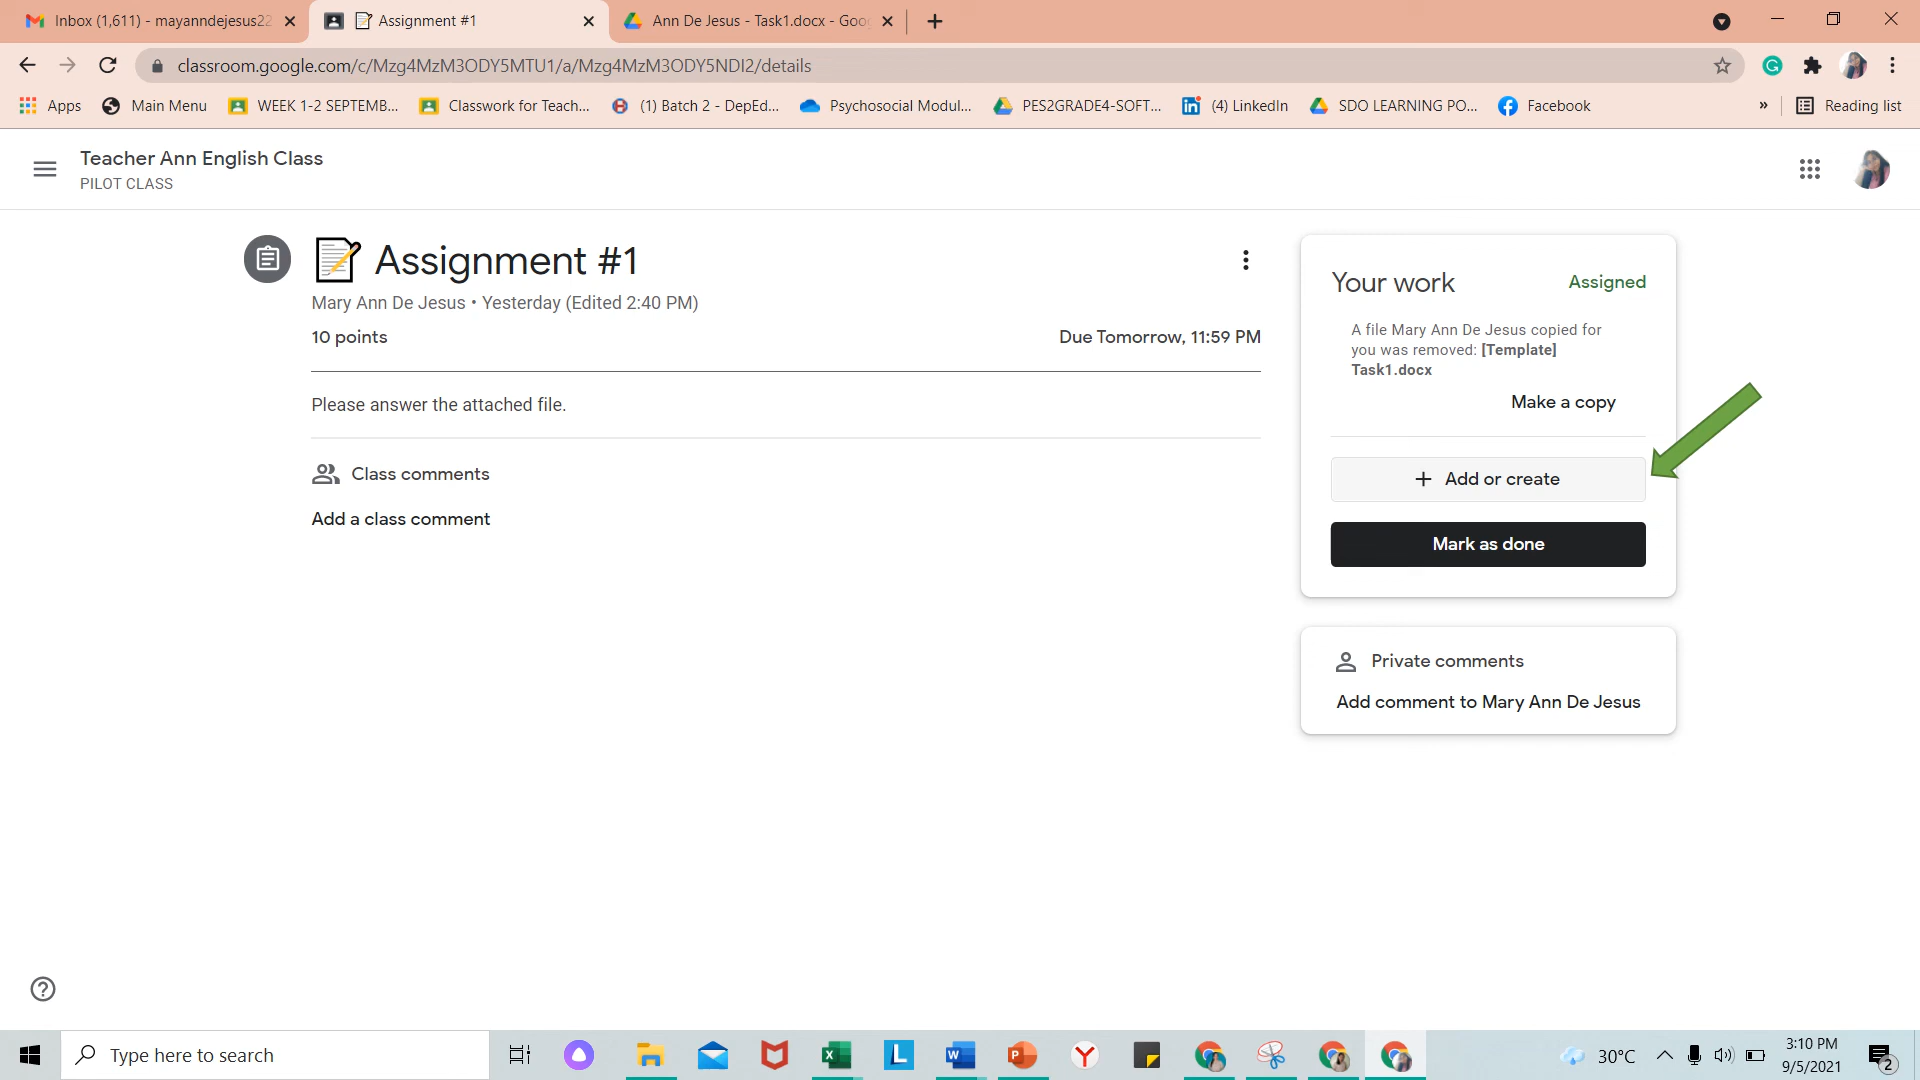 Inbox (1,611) - mayanndejesus22
Assignment #1
Ann De Jesus - Task1.docx - Goo
classroom.google.com/c/Mzg4MzM3ODY5MTU1/a/Mzg4MzM3ODY5NDI2/details
Apps
Main Menu
WEEK 1-2 SEPTEMB...
Classwork for Teach...
(1) Batch 2 - DepEd...
Psychosocial Modul...
PES2GRADE4-SOFT...
(4) LinkedIn
SDO LEARNING PO...
Facebook
»
Reading list
Teacher Ann English Class
PILOT CLASS
Assignment #1
Mary Ann De Jesus • Yesterday (Edited 2:40 PM)
10 points
Due Tomorrow, 11:59 PM
Please answer the attached file.
Class comments
Add a class comment
Your work
Assigned
A file Mary Ann De Jesus copied for
you was removed: [Template]
Task1.docx
Make a copy
+ Add or create
Mark as done
Private comments
Add comment to Mary Ann De Jesus
Type here to search
30°C
3:10 PM
9/5/2021
2